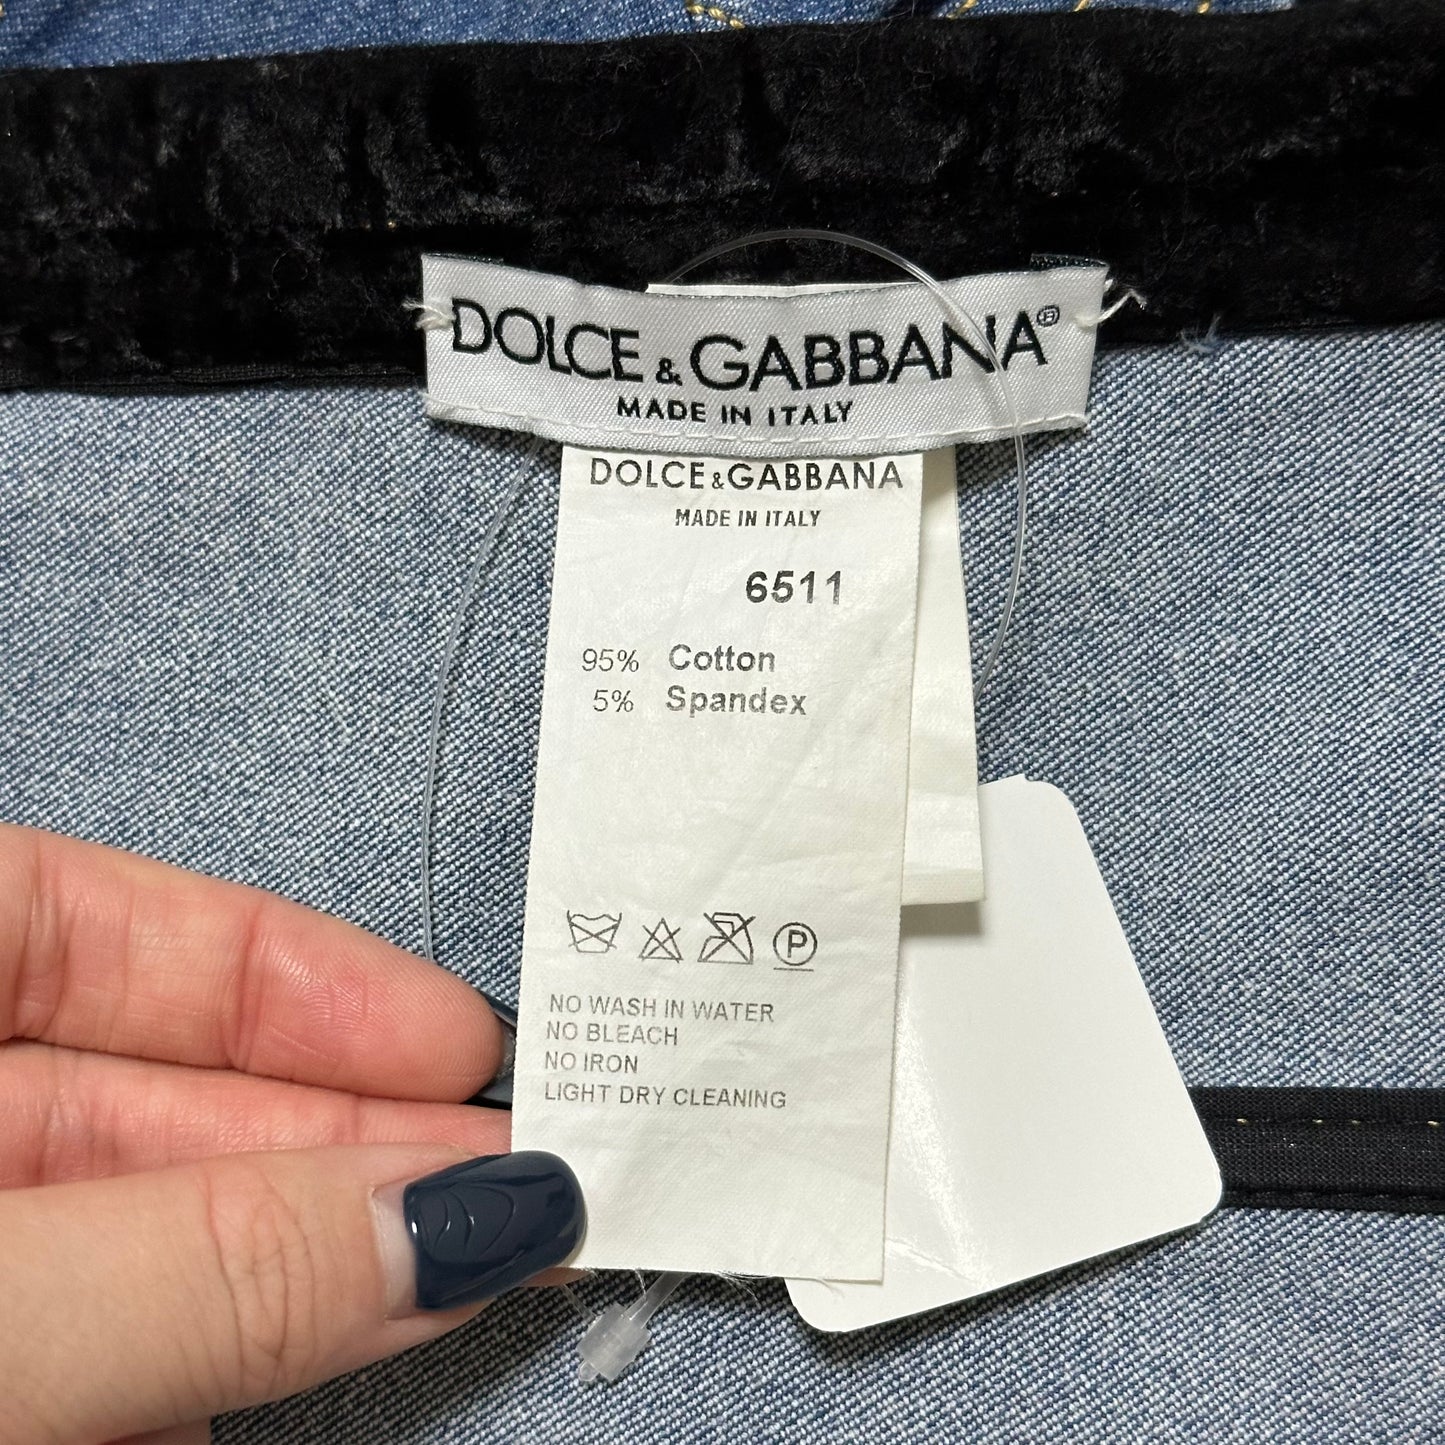 DOLCE & GABBANA®
MADE IN ITALY
DOLCE & GABBANA
MADE IN ITALY
6511
95% Cotton
5% Spandex
P
NO WASH IN WATER
NO BLEACH
NO IRON
LIGHT DRY CLEANING